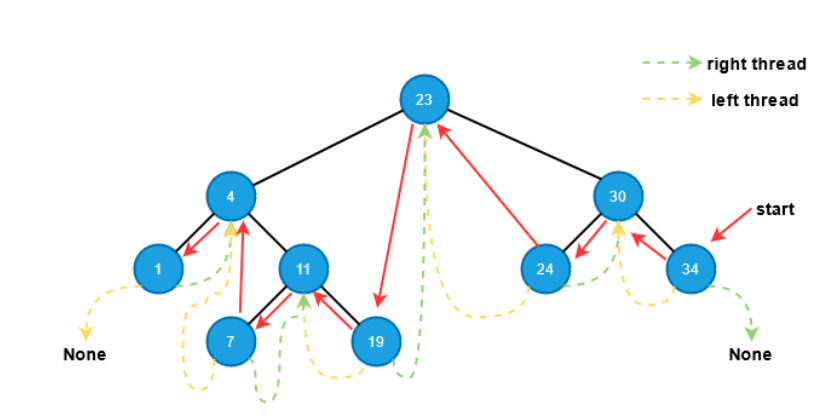 right thread
left thread
23
4
30
start
1
11
24
34
7
19
None
None